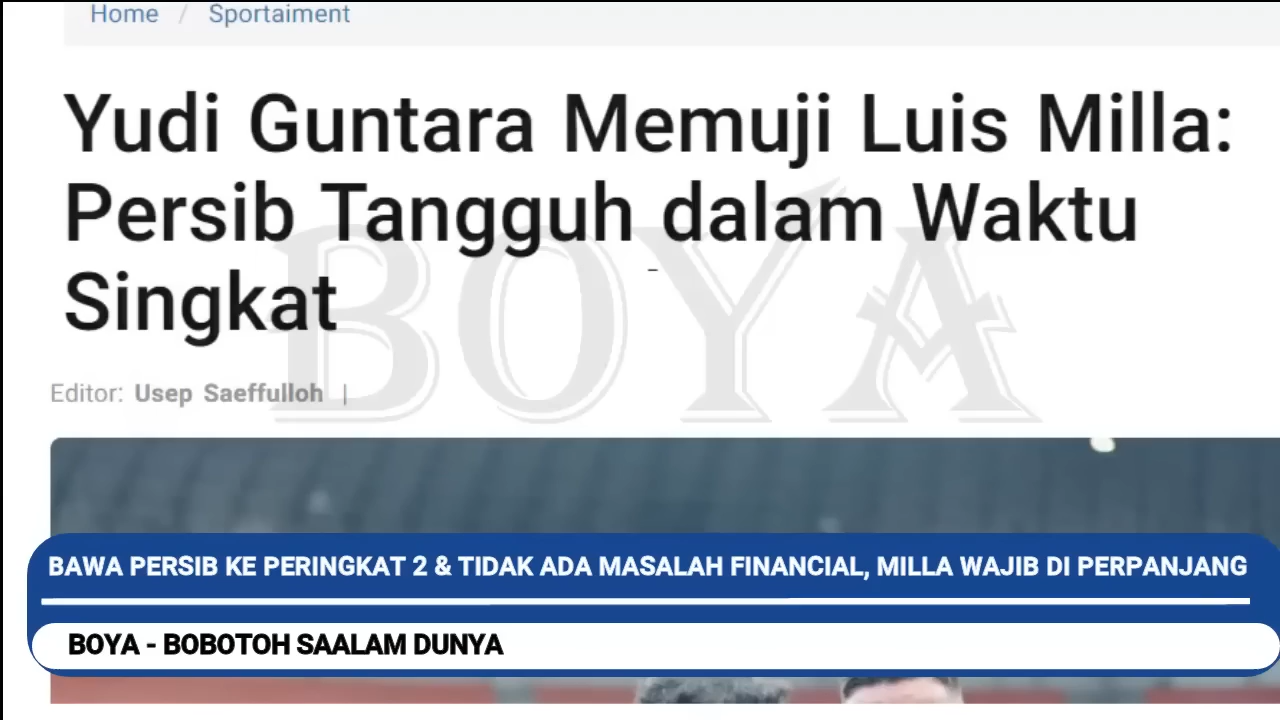 Home / Sportaiment
Yudi Guntara Memuji Luis Milla:
Persib Tangguh dalam Waktu
Singkat
BOYA
Editor: Usep Saeffulloh |
BAWA PERSIB KE PERINGKAT 2 & TIDAK ADA MASALAH FINANCIAL, MILLA WAJIB DI PERPANJANG
BOYA - BOBOTOH SAALAM DUNYA